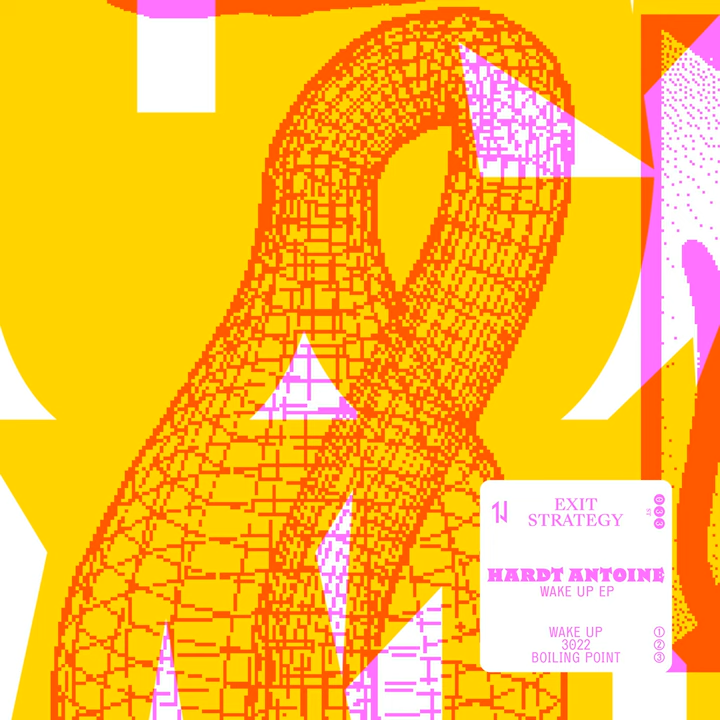 EXIT
STRATEGY
HARDT ANTOINE
WAKE UP EP
WAKE UP ①
3022 ②
BOILING POINT ③